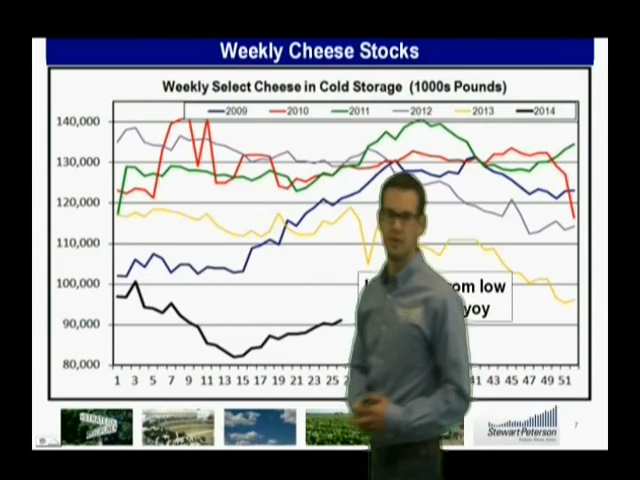 Weekly Cheese Stocks
Weekly Select Cheese in Cold Storage (1000s Pounds)
2009 2010 2011 2012 2013 2014
140,000
130,000
120,000
110,000
100,000
90,000
80,000
om low
yoy
1 3 5 7 9 11 13 15 17 19 21 23 25 41 43 45 47 49 51
STRATEGY
Stewart Peterson
7